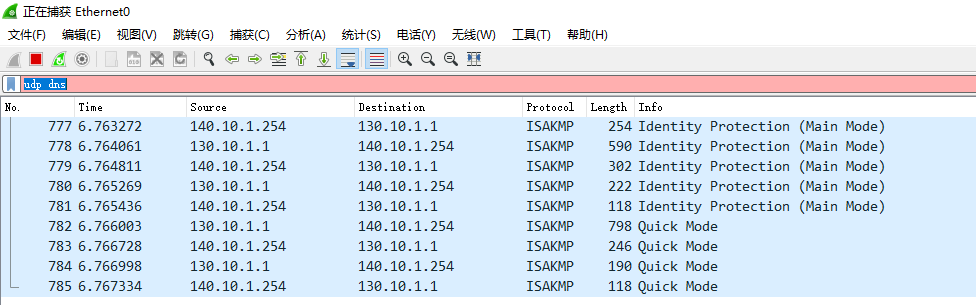 正在捕获 Ethernet0
文件(F) 编辑(E) 视图(V) 跳转(G) 捕获(C) 分析(A) 统计(S) 电话(Y) 无线(W) 工具(T) 帮助(H)
udp dns
No. Time Source Destination Protocol Length Info
777 6.763272 140.10.1.254 130.10.1.1 ISAKMP 254 Identity Protection (Main Mode)
778 6.764061 130.10.1.1 140.10.1.254 ISAKMP 590 Identity Protection (Main Mode)
779 6.764811 140.10.1.254 130.10.1.1 ISAKMP 302 Identity Protection (Main Mode)
780 6.765269 130.10.1.1 140.10.1.254 ISAKMP 222 Identity Protection (Main Mode)
781 6.765436 140.10.1.254 130.10.1.1 ISAKMP 118 Identity Protection (Main Mode)
782 6.766003 130.10.1.1 140.10.1.254 ISAKMP 798 Quick Mode
783 6.766728 140.10.1.254 130.10.1.1 ISAKMP 246 Quick Mode
784 6.766998 130.10.1.1 140.10.1.254 ISAKMP 190 Quick Mode
785 6.767334 140.10.1.254 130.10.1.1 ISAKMP 118 Quick Mode